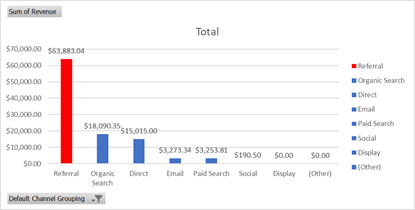 Sum of Revenue
Total
$70,000.00
$60,000.00
$50,000.00
$40,000.00
$30,000.00
$20,000.00
$10,000.00
$0.00
$63,883.04
$18,090.35
$15,015.00
$3,273.34
$3,253.81
$190.50
$0.00
$0.00
Referral
Organic Search
Direct
Email
Paid Search
Social
Display
(Other)
Referral
Organic
Search
Direct
Email
Paid Search
Social
Display
(Other)
Default Channel Grouping